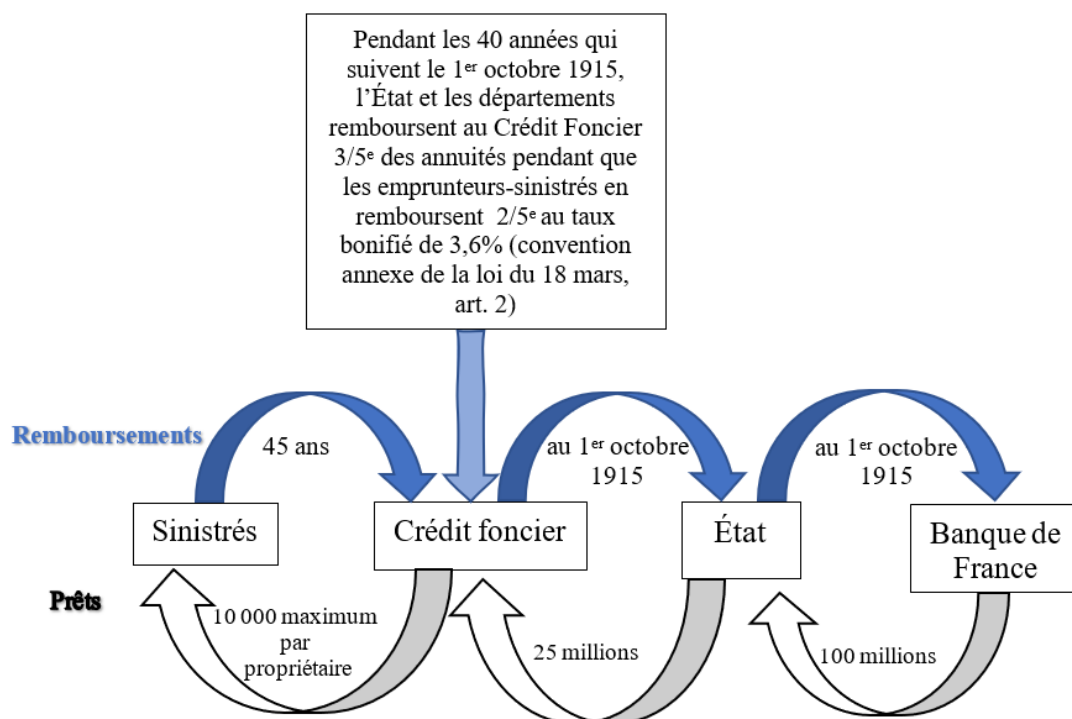 Pendant les 40 années qui
suivent le 1er octobre 1915,
l'État et les départements
remboursent au Crédit Foncier
3/5e des annuités pendant que
les emprunteurs-sinistrés en
remboursent 2/5e au taux
bonifié de 3,6% (convention
annexe de la loi du 18 mars,
art. 2)
Remboursements
45 ans
au 1er octobre
1915
au 1er octobre
1915
Sinistrés
Crédit foncier
État
Banque de
France
Prêts
10 000 maximum
par
propriétaire
25 millions
100 millions